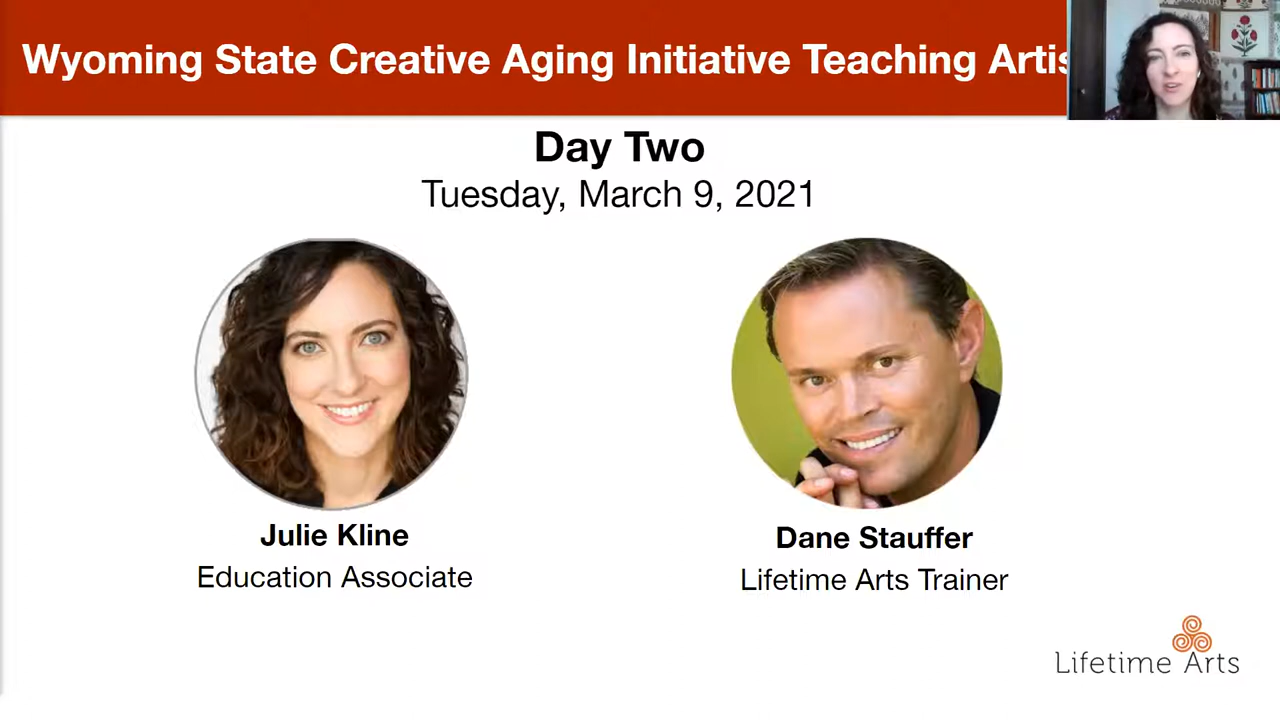 Wyoming State Creative Aging Initiative Teaching
Day Two
Tuesday, March 9, 2021
Julie Kline
Education Associate
Dane Stauffer
Lifetime Arts Trainer
Lifetime Arts